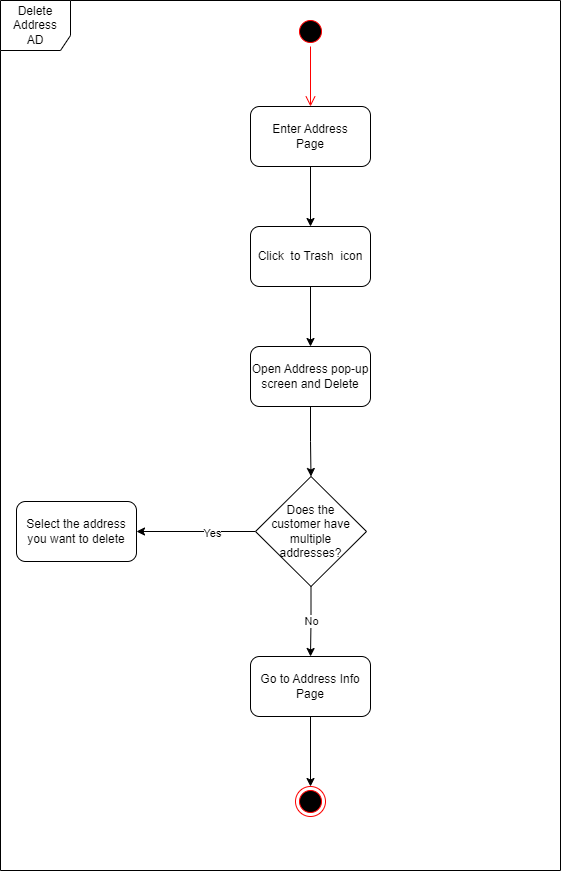 Delete
Address
AD
Enter Address
Page
Click  to Trash  icon
Open Address pop-up
screen and Delete
Does the
customer have
multiple
addresses?
Select the address
you want to delete
Yes
No
Go to Address Info
Page